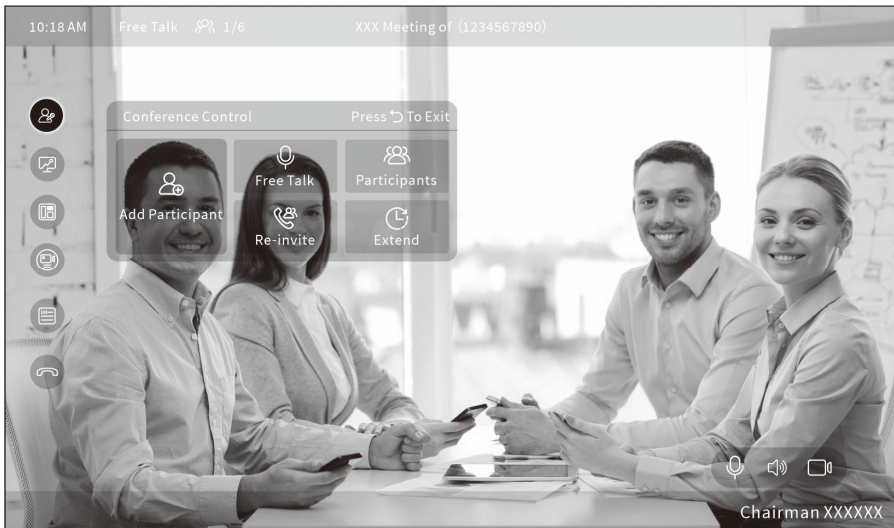 10:18 AM Free Talk 1/6 XXX Meeting of (1234567890)
Conference Control Press To Exit
Add Participant
Free Talk
Participants
Re-invite
Extend
Chairman XXXXXX